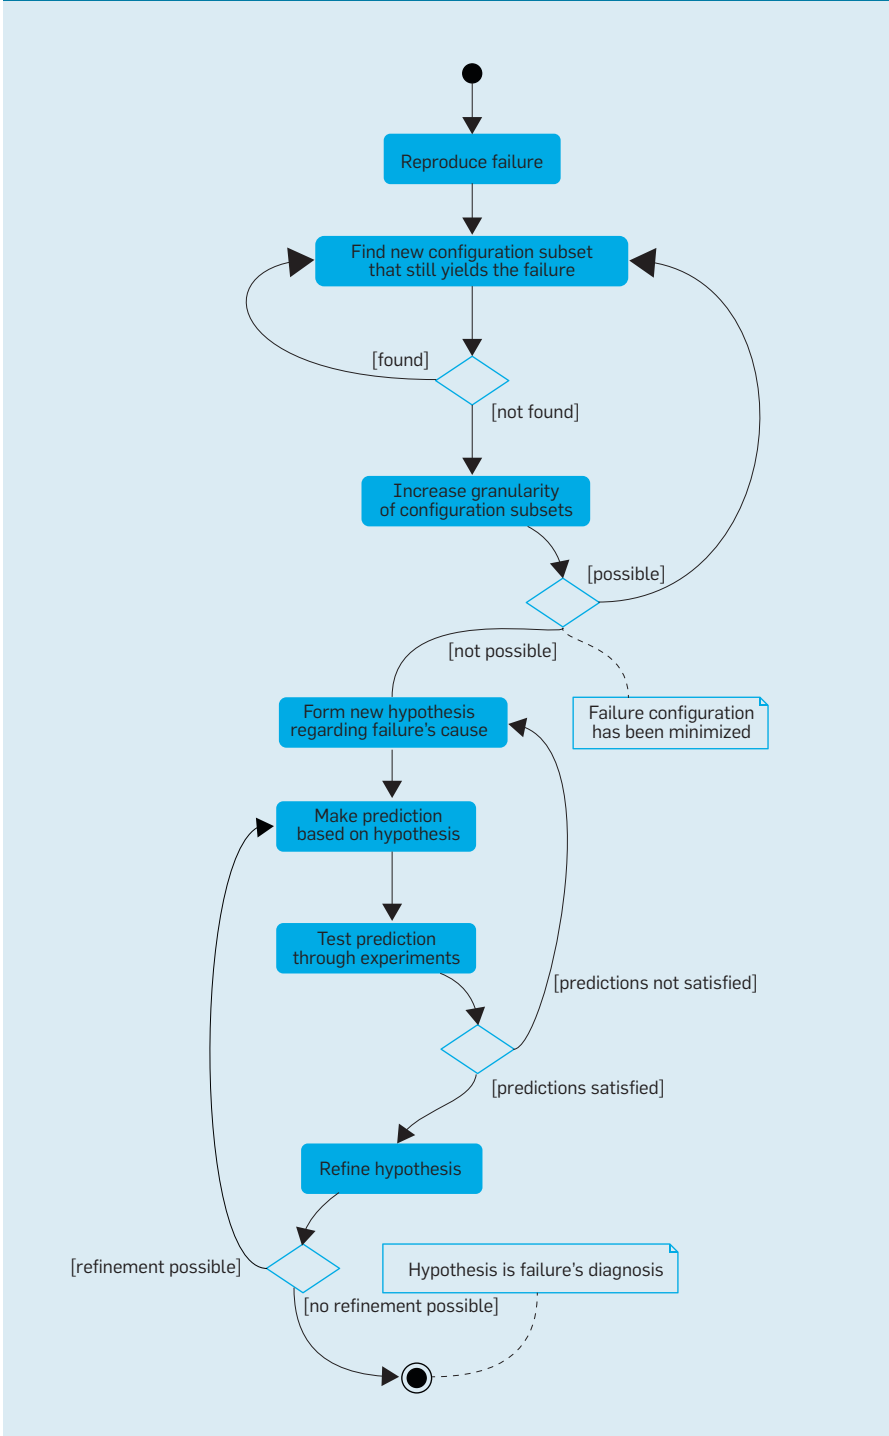 Reproduce failure
Find new configuration subset
that still yields the failure
[found]
[not found]
Increase granularity
of configuration subsets
[possible]
[not possible]
Form new hypothesis
regarding failure's cause
Failure configuration
has been minimized
Make prediction
based on hypothesis
Test prediction
through experiments
[predictions not satisfied]
[predictions satisfied]
Refine hypothesis
[refinement possible]
Hypothesis is failure's diagnosis
[no refinement possible]